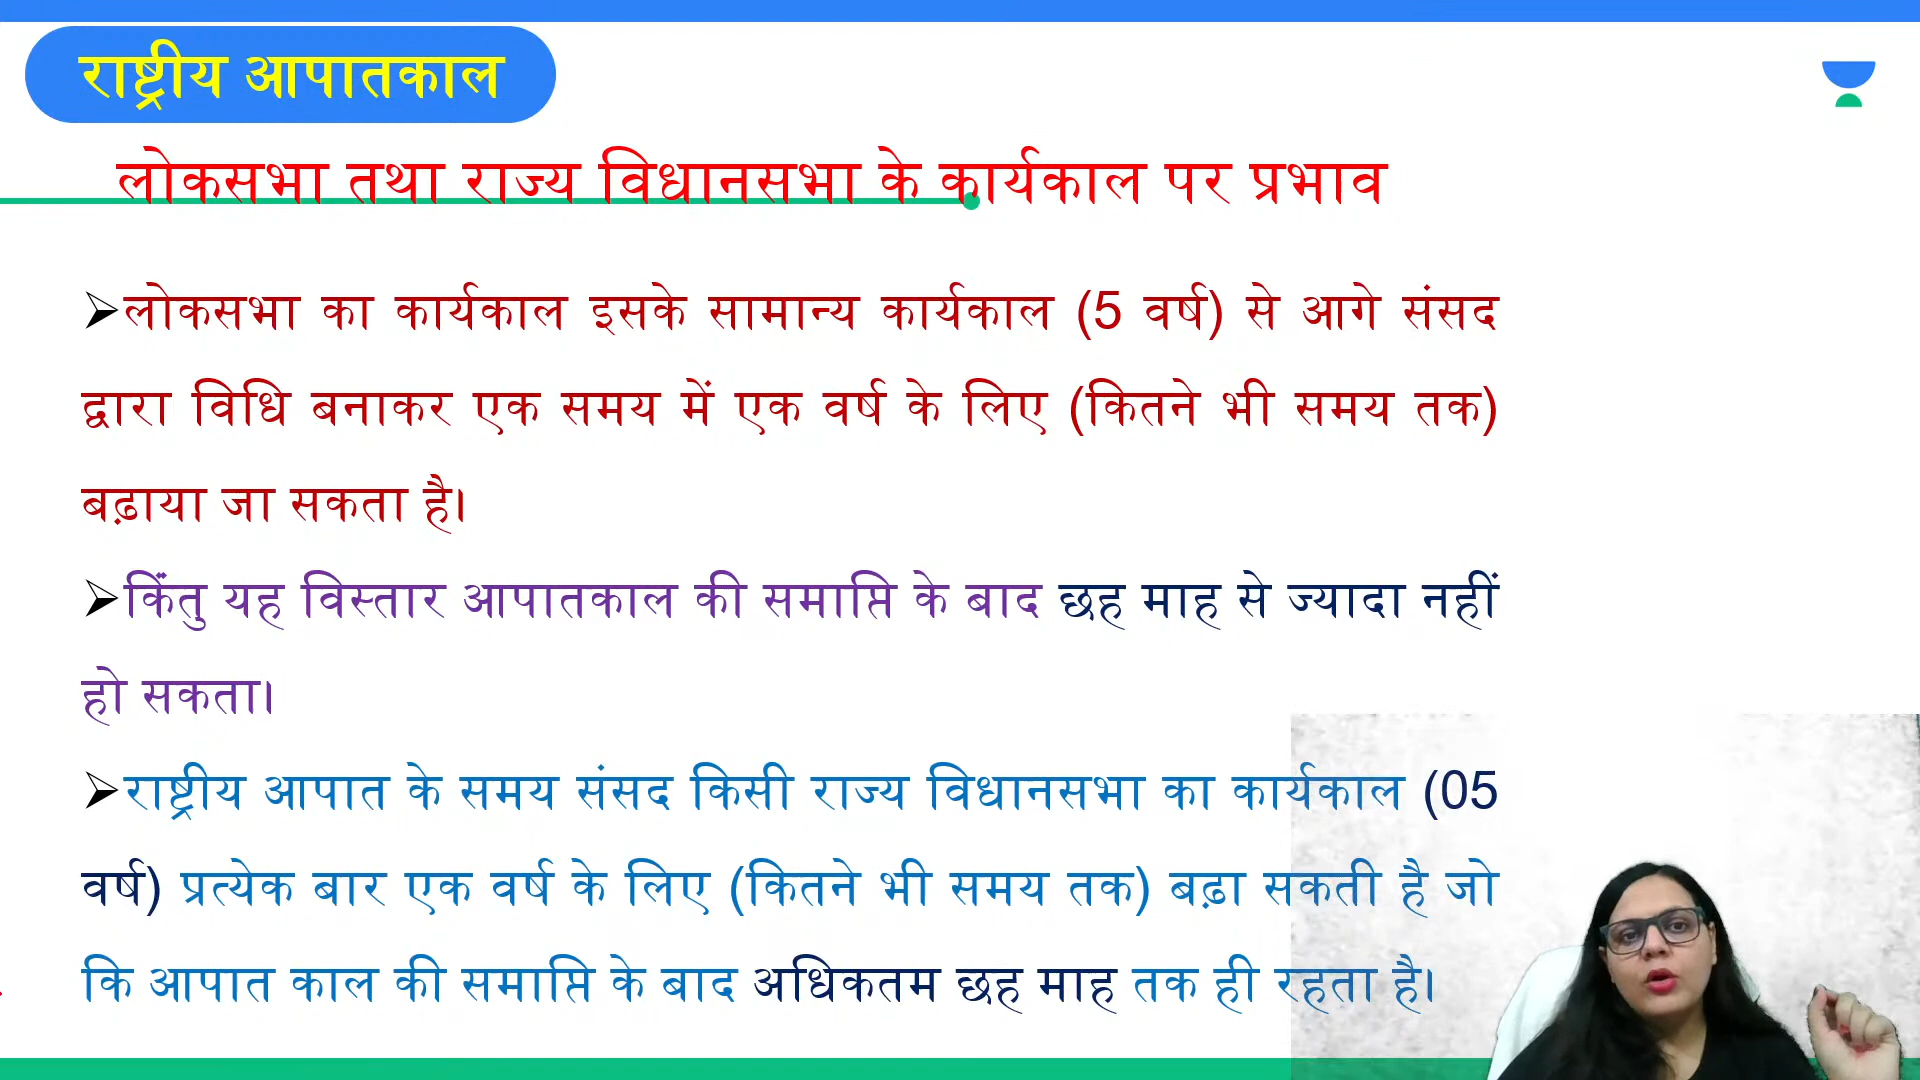 राष्ट्रीय आपातकाल
लोकसभा तथा राज्य विधानसभा के कार्यकाल पर प्रभाव
➢लोकसभा का कार्यकाल इसके सामान्य कार्यकाल (5 वर्ष) से आगे संसद
द्वारा विधि बनाकर एक समय में एक वर्ष के लिए (कितने भी समय तक)
बढ़ाया जा सकता है।
➢किंतु यह विस्तार आपातकाल की समाप्ति के बाद छह माह से ज्यादा नहीं
हो सकता।
➢राष्ट्रीय आपात के समय संसद किसी राज्य विधानसभा का कार्यकाल (05
वर्ष) प्रत्येक बार एक वर्ष के लिए (कितने भी समय तक) बढ़ा सकती है जो
कि आपात काल की समाप्ति के बाद अधिकतम छह माह तक ही रहता है।